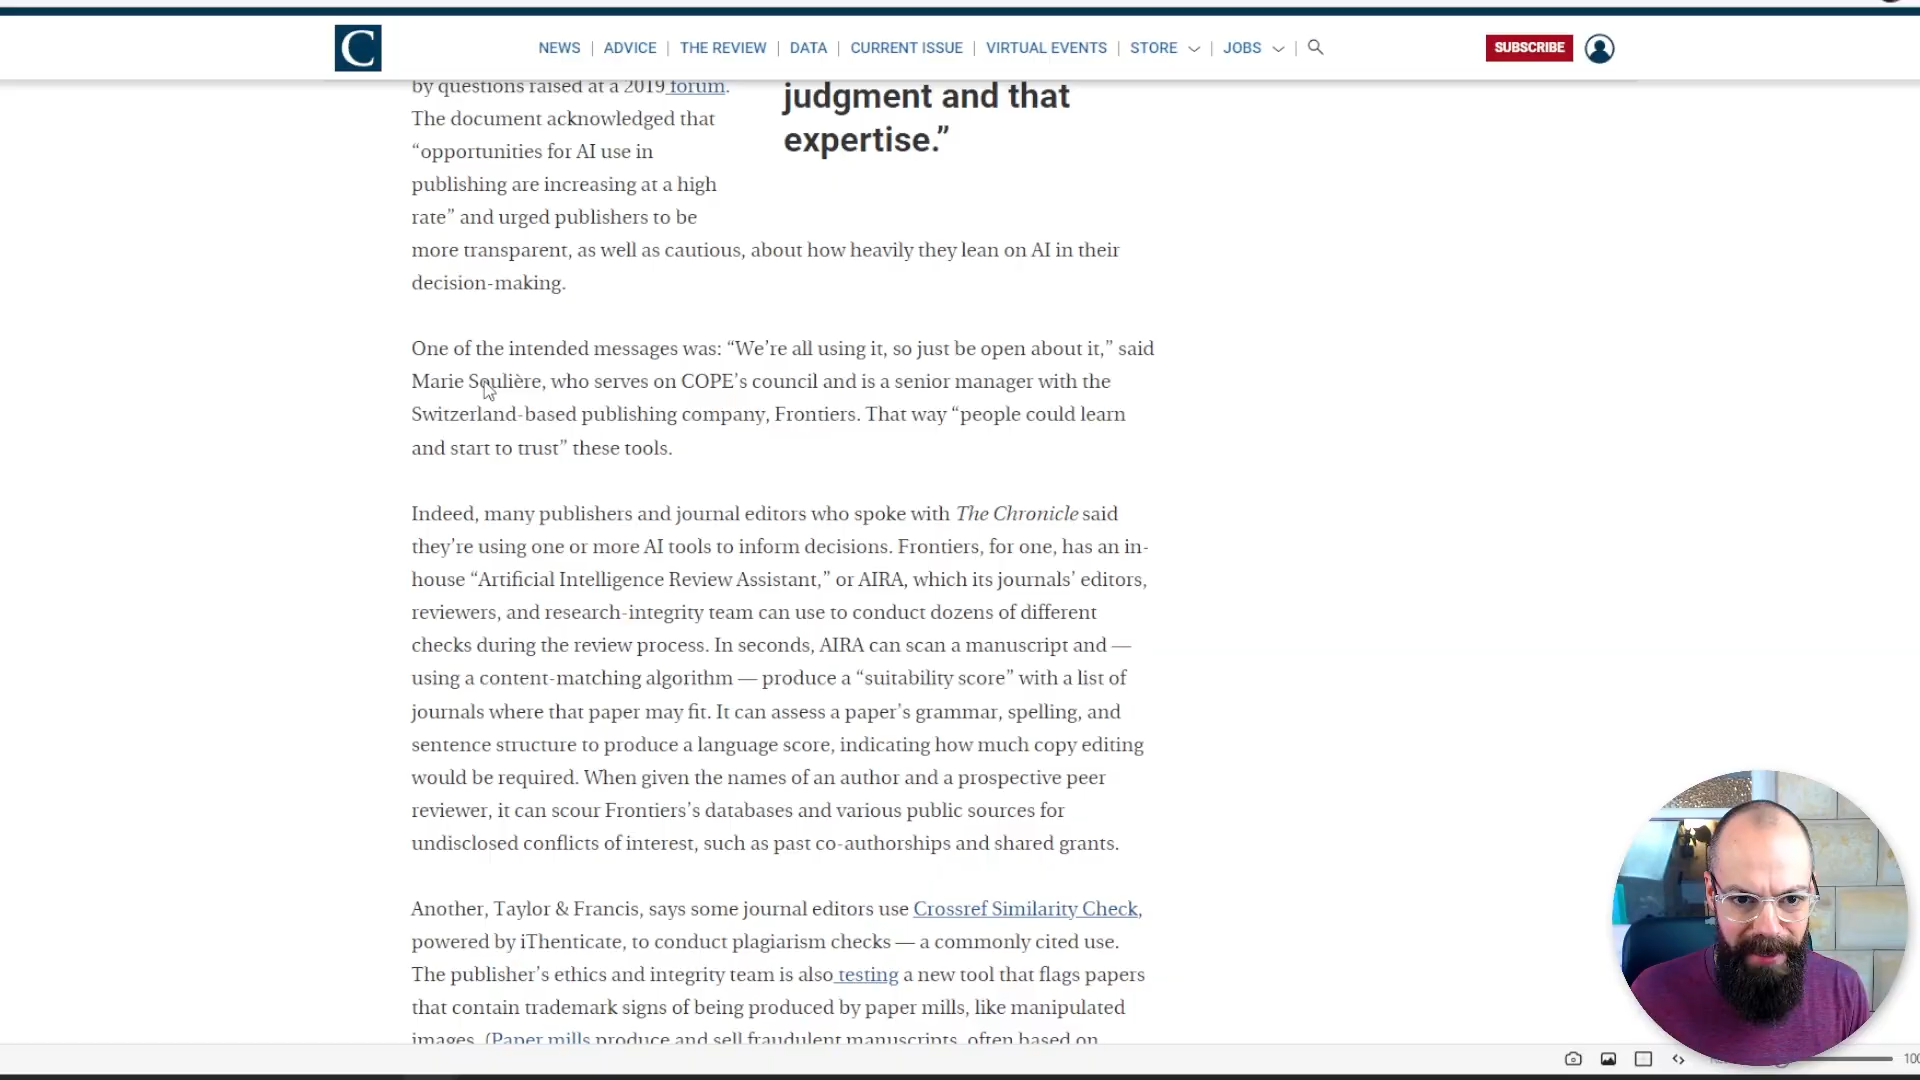 C
NEWS | ADVICE | THE REVIEW | DATA | CURRENT ISSUE | VIRTUAL EVENTS | STORE | JOBS |
SUBSCRIBE
by questions raised at a 2019 forum.
The document acknowledged that
“opportunities for AI use in
publishing are increasing at a high
rate” and urged publishers to be
more transparent, as well as cautious, about how heavily they lean on AI in their
decision-making.
judgment and that
expertise.”
One of the intended messages was: “We’re all using it, so just be open about it,” said
Marie Soulière, who serves on COPE’s council and is a senior manager with the
Switzerland-based publishing company, Frontiers. That way “people could learn
and start to trust” these tools.
Indeed, many publishers and journal editors who spoke with The Chronicle said
they’re using one or more AI tools to inform decisions. Frontiers, for one, has an in-
house “Artificial Intelligence Review Assistant,” or AIRA, which its journals’ editors,
reviewers, and research-integrity team can use to conduct dozens of different
checks during the review process. In seconds, AIRA can scan a manuscript and —
using a content-matching algorithm — produce a “suitability score” with a list of
journals where that paper may fit. It can assess a paper’s grammar, spelling, and
sentence structure to produce a language score, indicating how much copy editing
would be required. When given the names of an author and a prospective peer
reviewer, it can scour Frontiers’s databases and various public sources for
undisclosed conflicts of interest, such as past co-authorships and shared grants.
Another, Taylor & Francis, says some journal editors use Crossref Similarity Check,
powered by iThenticate, to conduct plagiarism checks — a commonly cited use.
The publisher’s ethics and integrity team is also testing a new tool that flags papers
that contain trademark signs of being produced by paper mills, like manipulated
images. (Paper mills produce and sell fraudulent manuscripts, often based on
100